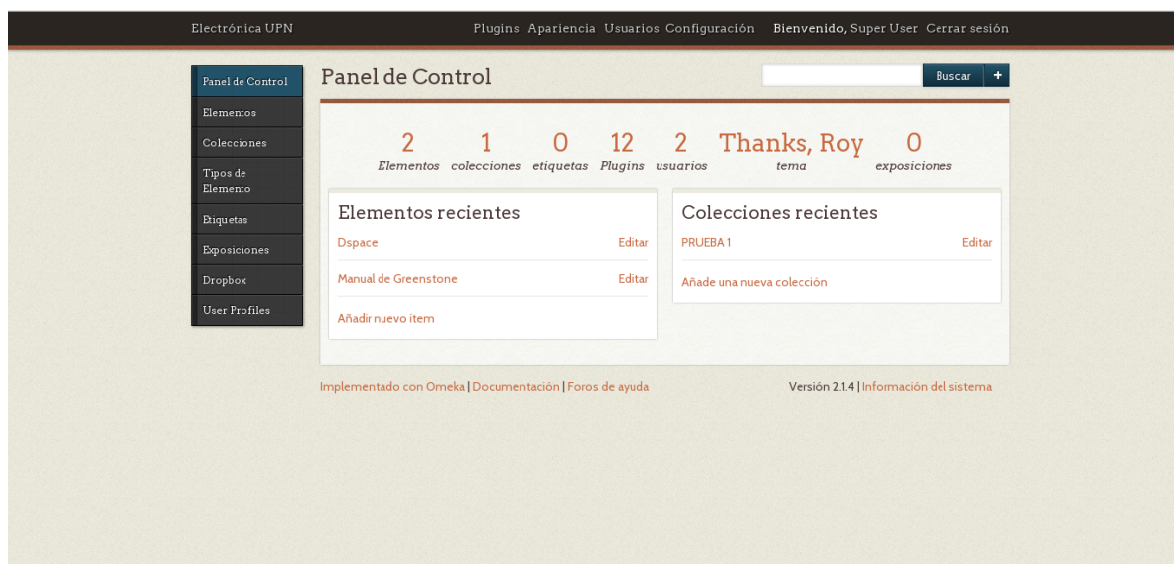 Electrónica UPN
Plugins Apariencia Usuarios Configuración Bienvenido, Super User Cerrar sesión
Panel de Control
Elementos
Colecciones
Tipos de
Elemento
Etiquetas
Exposiciones
Dropbox
User Profiles
Panel de Control
Buscar +
2 1 0 12 2 Thanks, Roy 0
Elementos colecciones etiquetas Plugins usuarios tema exposiciones
Elementos recientes
Dspace Editar
Manual de Greenstone Editar
Añadir nuevo ítem
Colecciones recientes
PRUEBA 1 Editar
Añade una nueva colección
Implementado con Omeka | Documentación | Foros de ayuda
Versión 2.1.4 | Información del sistema